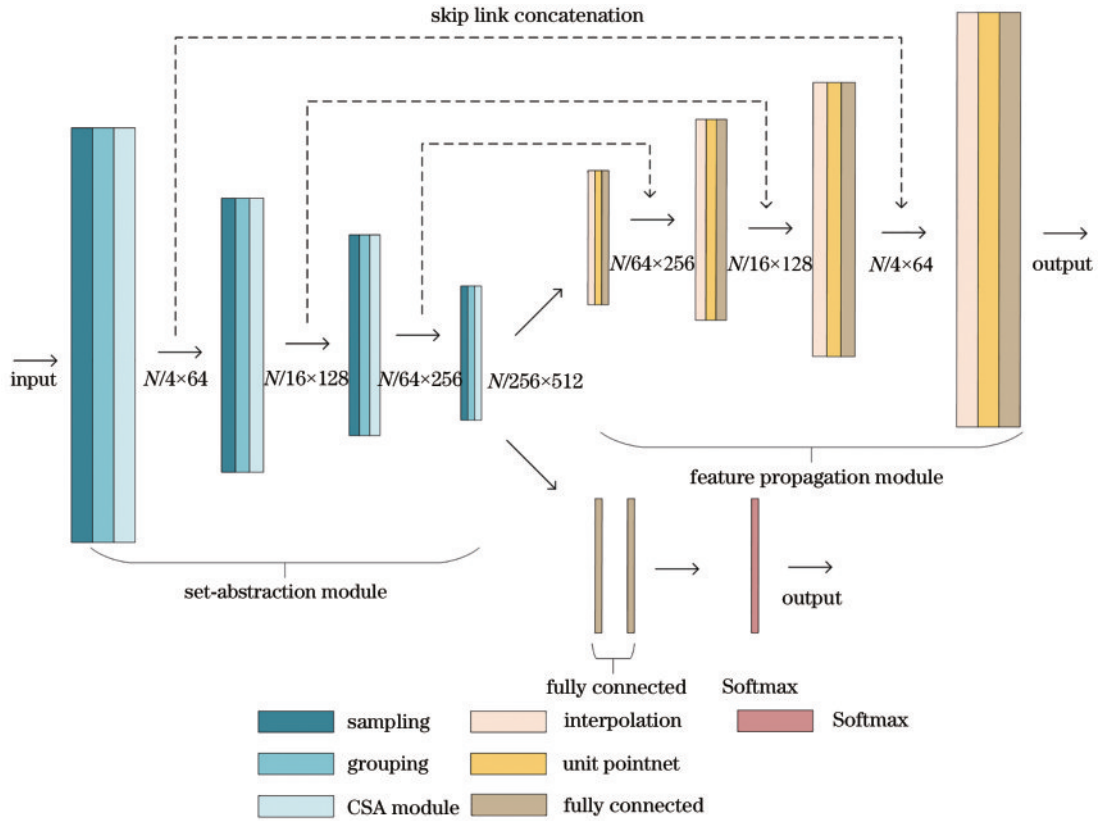 skip link concatenation
input
N/4×64
N/16×128
N/64×256
N/256×512
N/64×256
N/16×128
N/4×64
output
feature propagation module
set-abstraction module
output
fully connected
Softmax
sampling
interpolation
Softmax
grouping
unit pointnet
CSA module
fully connected